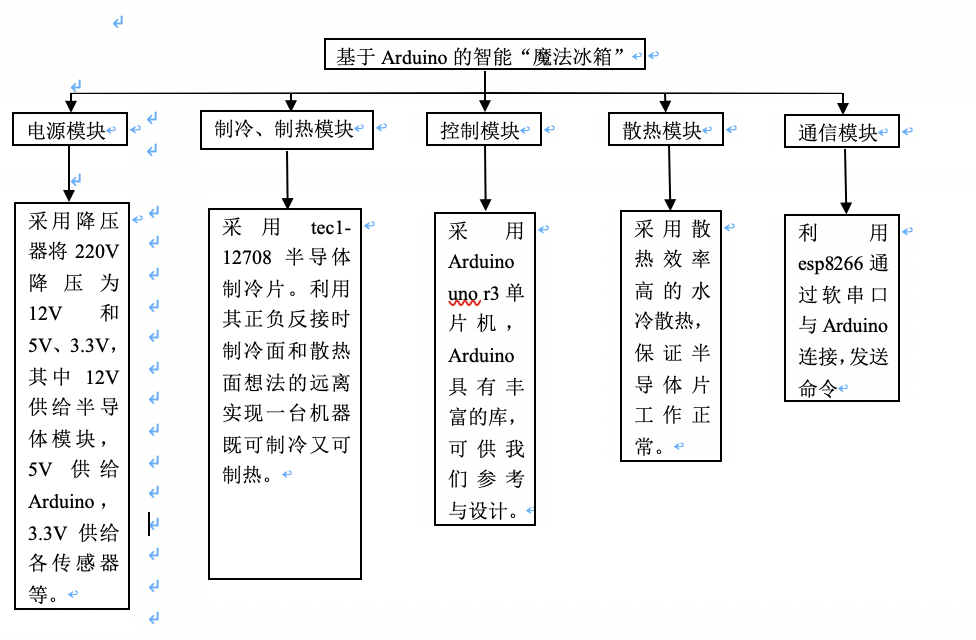 基于 Arduino 的智能“魔法冰箱”
电源模块
制冷、制热模块
控制模块
散热模块
通信模块
采用降压
器将 220V
降压为
12V 和
5V、3.3V，
其中 12V
供给半导
体模块，
5V 供给
Arduino，
3.3V 供给
各传感器
等。
采用 tec1-
12708 半导体
制冷片。利用
其正负反接时
制冷面和散热
面想法的远离
实现一台机器
既可制冷又可
制热。
采用
Arduino
uno r3 单
片机，
Arduino
具有丰
富的库，
可供我
们参考
与设计。
采用散
热效率
高的水
冷散热，
保证半
导体片
工作正
常。
利用
esp8266 通
过软串口
与 Arduino
连接，发送
命令